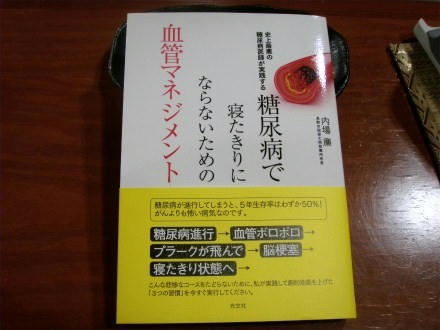 史上最悪の
糖尿病医師が実践する
糖尿病で
寝たきりに
ならないための
血管マネジメント
内場 廉
糖尿病が進行してしまうと、5年生存率はわずか50%!
がんよりも怖い病気なのです。
糖尿病進行→血管ボロボロ→
プラークが飛んで→脳梗塞→
寝たきり状態へ→
こんな悲惨なコースをたどらないために、私が実践して劇的効果を上げた
「3つの習慣」を今すぐ実行してください。
光文社